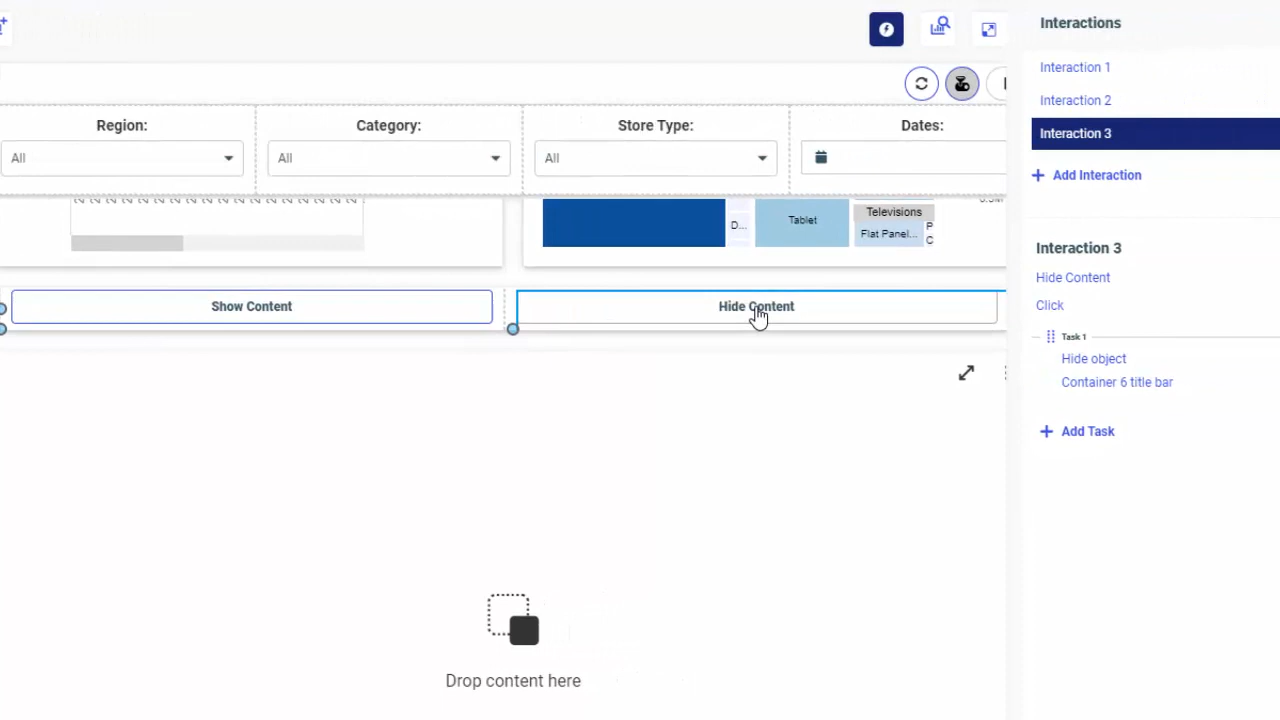 Interactions
Interaction 1
Interaction 2
Interaction 3
Add Interaction
Region:
Category:
Store Type:
Dates:
All
All
All
D...
Tablet
Televisions
Flat Panel...
P
C
Show Content
Hide Content
Interaction 3
Hide Content
Click
Task 1
Hide object
Container 6 title bar
Add Task
Drop content here